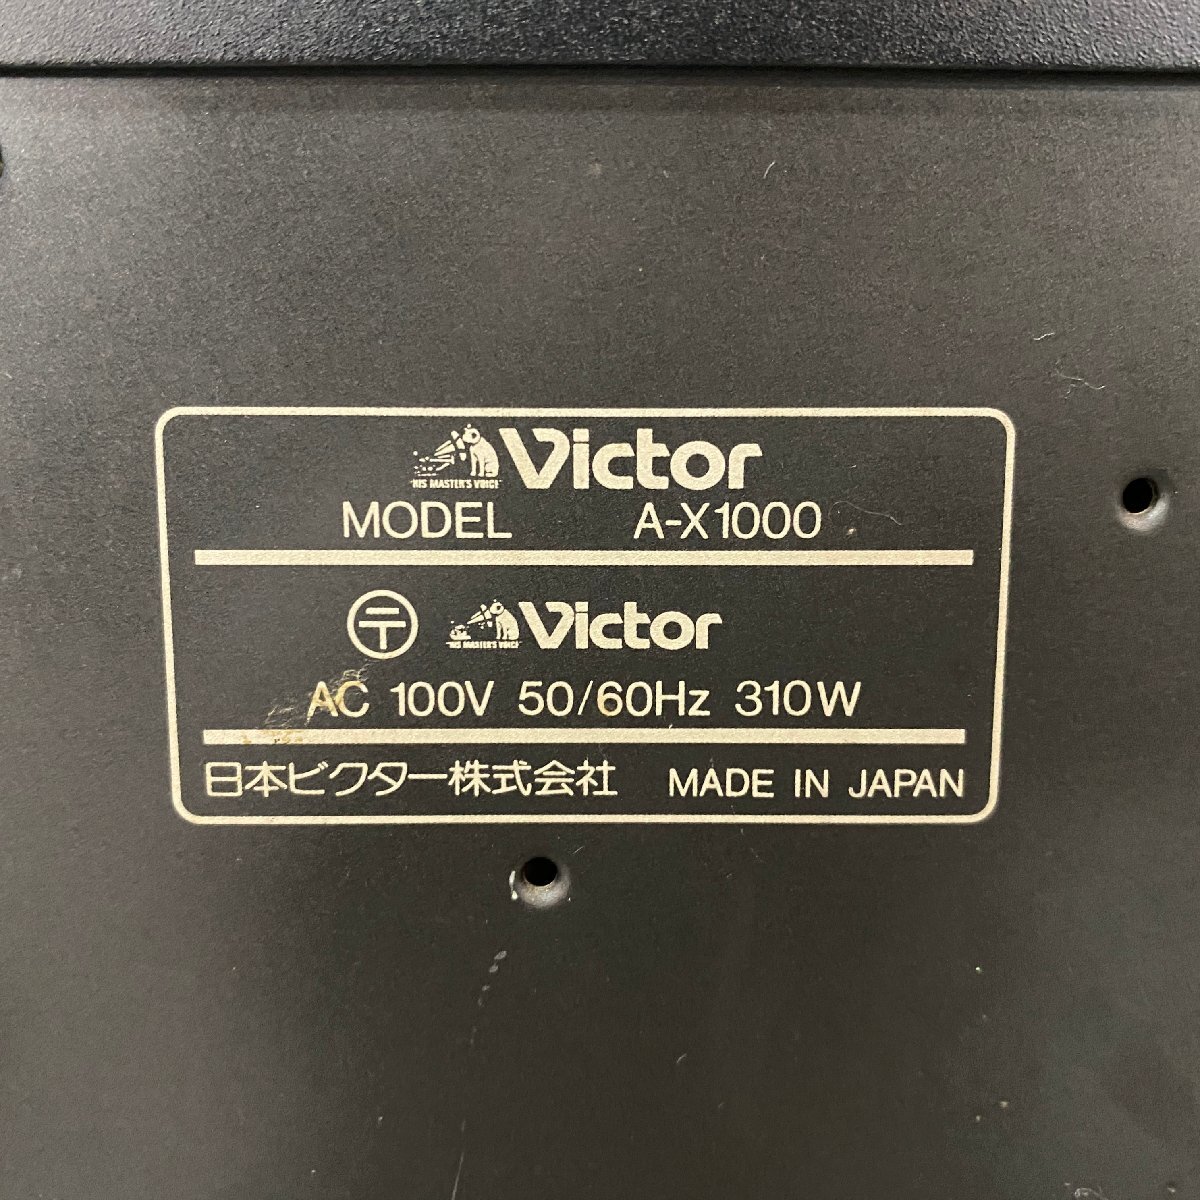 "HIS MASTER'S VOICE" Victor
MODEL A-X1000
〒 "HIS MASTER'S VOICE" Victor
AC 100V 50/60Hz 310W
日本ビクター株式会社 MADE IN JAPAN